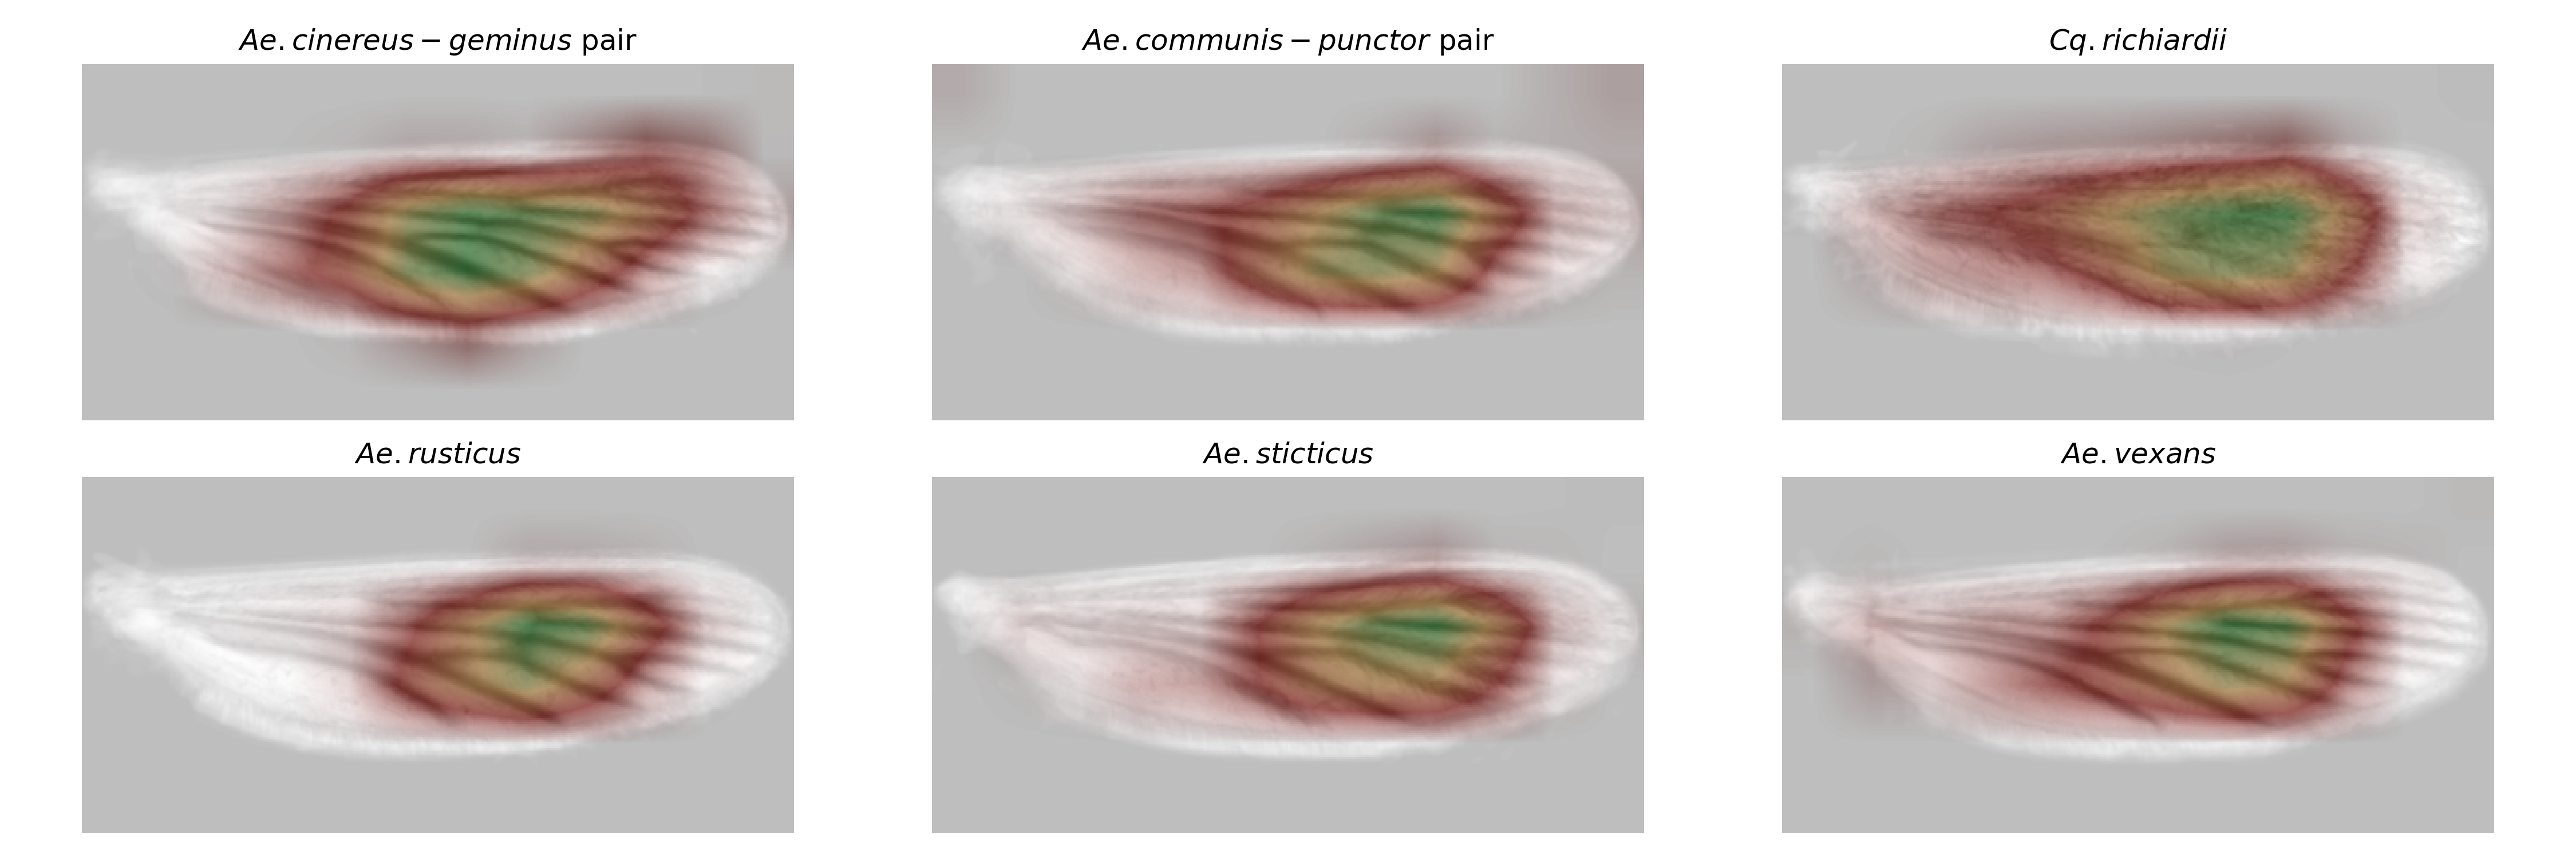 Ae. cinereus − geminus pair
Ae. communis − punctor pair
Cq. richiardii
Ae. rusticus
Ae. sticticus
Ae. vexans